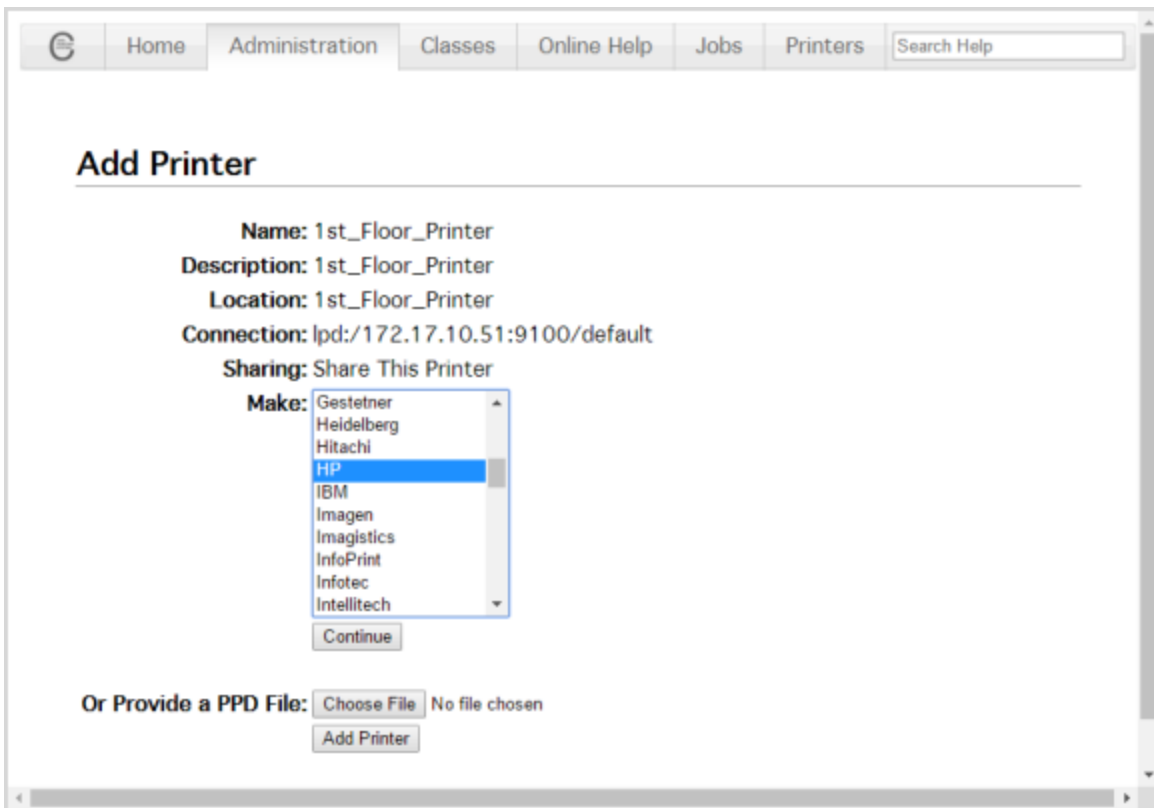 Home Administration Classes Online Help Jobs Printers Search Help
Add Printer
Name: 1st_Floor_Printer
Description: 1st_Floor_Printer
Location: 1st_Floor_Printer
Connection: lpd:/172.17.10.51:9100/default
Sharing: Share This Printer
Make: Gestetner
Heidelberg
Hitachi
HP
IBM
Imagen
Imagistics
InfoPrint
Infotec
Intellitech
Continue
Or Provide a PPD File: Choose File No file chosen
Add Printer